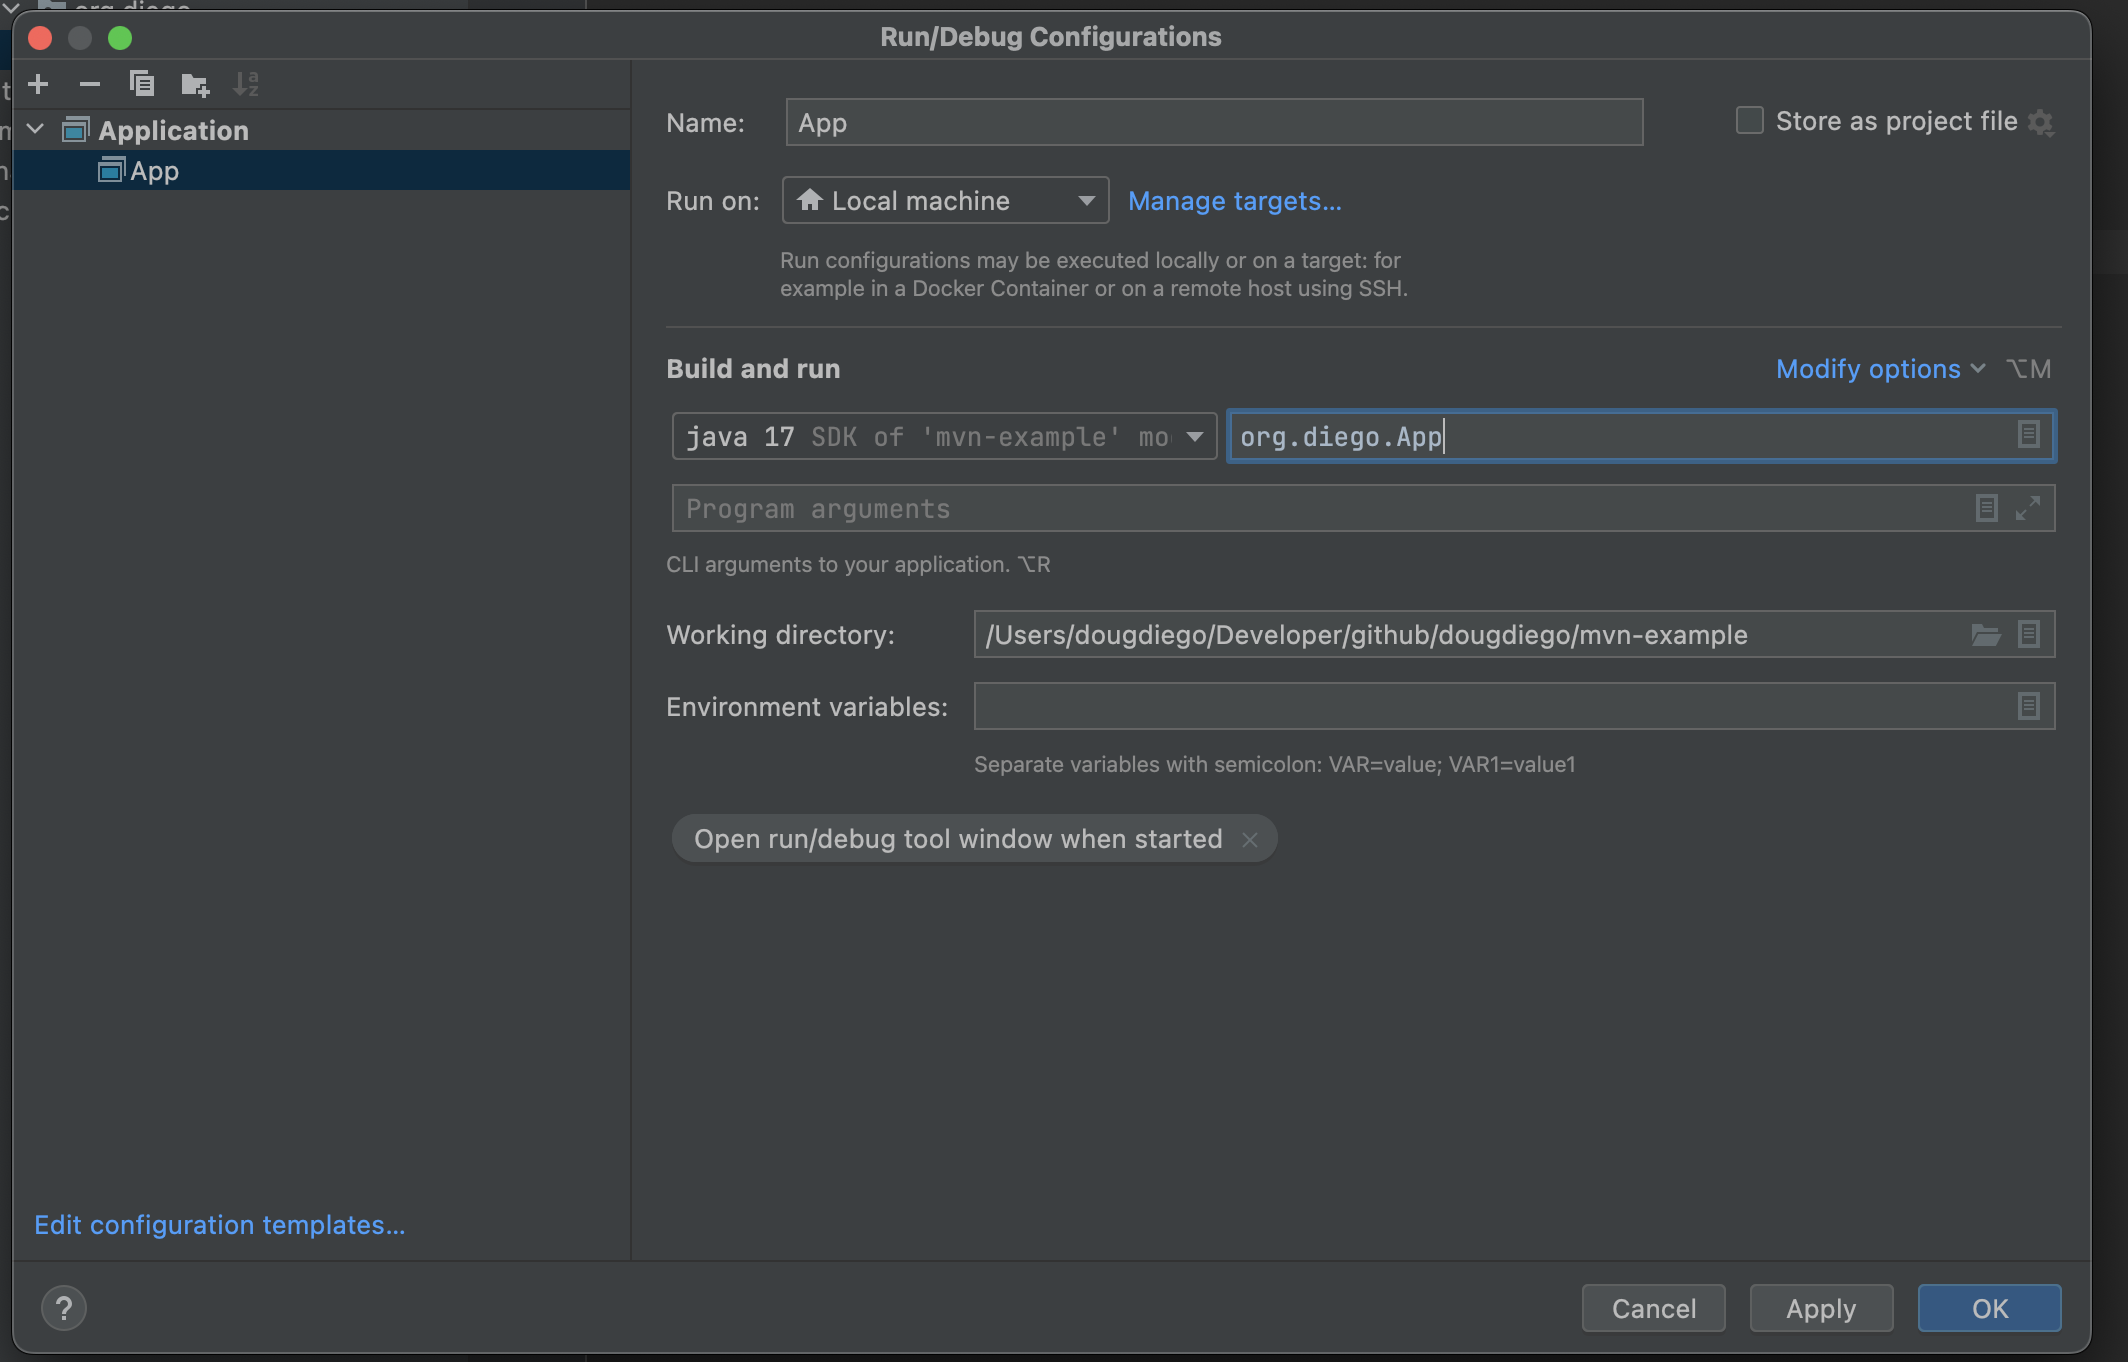 Run/Debug Configurations
Application
App
Edit configuration templates...
Name: App
Store as project file
Run on: Local machine Manage targets...
Run configurations may be executed locally or on a target: for
example in a Docker Container or on a remote host using SSH.
Build and run
Modify options ⌥M
java 17 SDK of 'mvn-example' mo
org.diego.App
Program arguments
CLI arguments to your application. ⌥R
Working directory: /Users/dougdiego/Developer/github/dougdiego/mvn-example
Environment variables:
Separate variables with semicolon: VAR=value; VAR1=value1
Open run/debug tool window when started
?
Cancel
Apply
OK